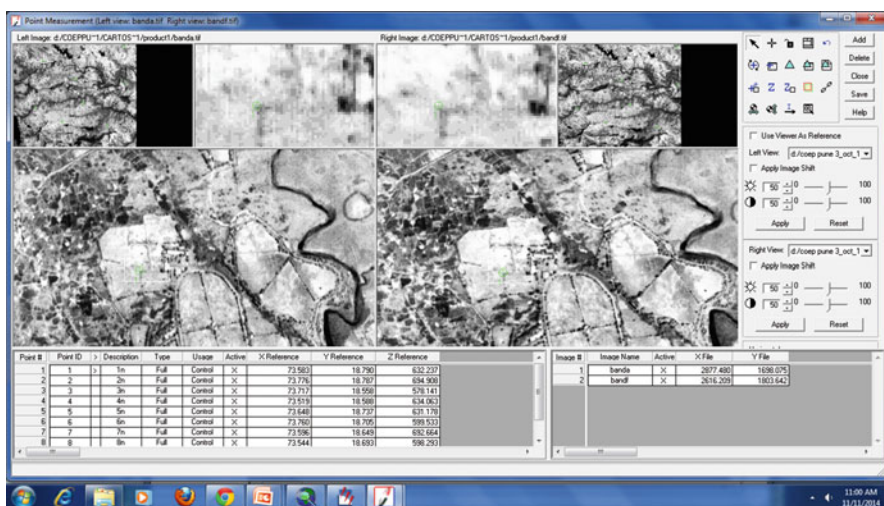 Point Measurement (Left view: banda.tif Right view: bandf.tif)
Left Image: d:/COEPPU~1/CARTOS~1/product1/banda.tif
Right Image: d:/COEPPU~1/CARTOS~1/product1/bandf.tif
Add
Delete
Close
Save
Help
Use Viewer As Reference
Left View: d:/coep pune 3_oct_1
Apply Image Shift
50 0 100
50 0 100
Apply Reset
Right View: d:/coep pune 3_oct_1
Apply Image Shift
50 0 100
50 0 100
Apply Reset
Point # Point ID > Description Type Usage Active X Reference Y Reference Z Reference
1 1 > 1n Full Control X 73.583 18.790 632.237
2 2 2n Full Control X 73.776 18.787 694.908
3 3 3n Full Control X 73.717 18.558 578.141
4 4 4n Full Control X 73.519 18.588 634.063
5 5 5n Full Control X 73.648 18.737 631.178
6 6 6n Full Control X 73.760 18.705 599.533
7 7 7n Full Control X 73.596 18.649 692.664
8 8 8n Full Control X 73.544 18.693 598.293
Image # Image Name Active X File Y File
1 banda X 2877.480 1698.075
2 bandf X 2616.209 1803.642
11:00 AM
11/11/2014